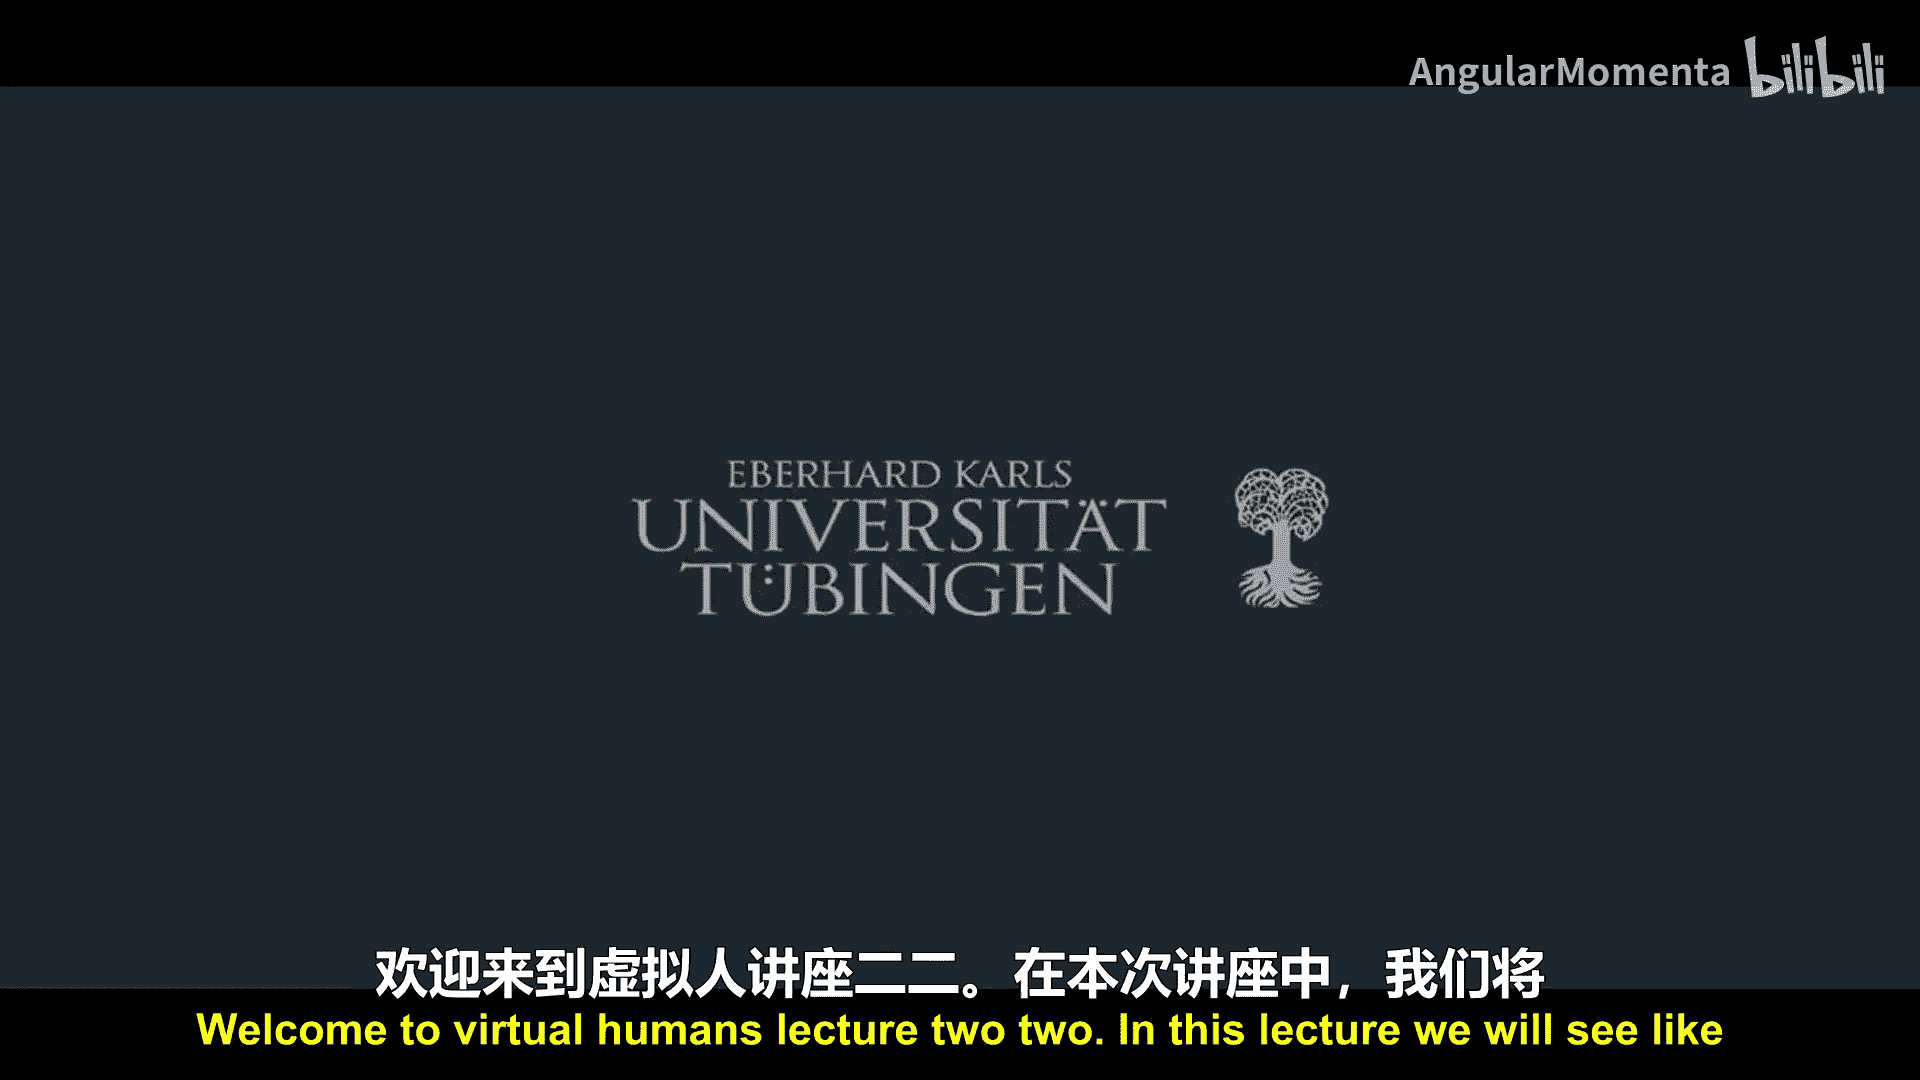 AngularMomenta bilibili
EBERHARD KARLS
UNIVERSITÄT
TÜBINGEN
欢迎来到虚拟人讲座二二。在本次讲座中，我们将
Welcome to virtual humans lecture two two. In this lecture we will see like